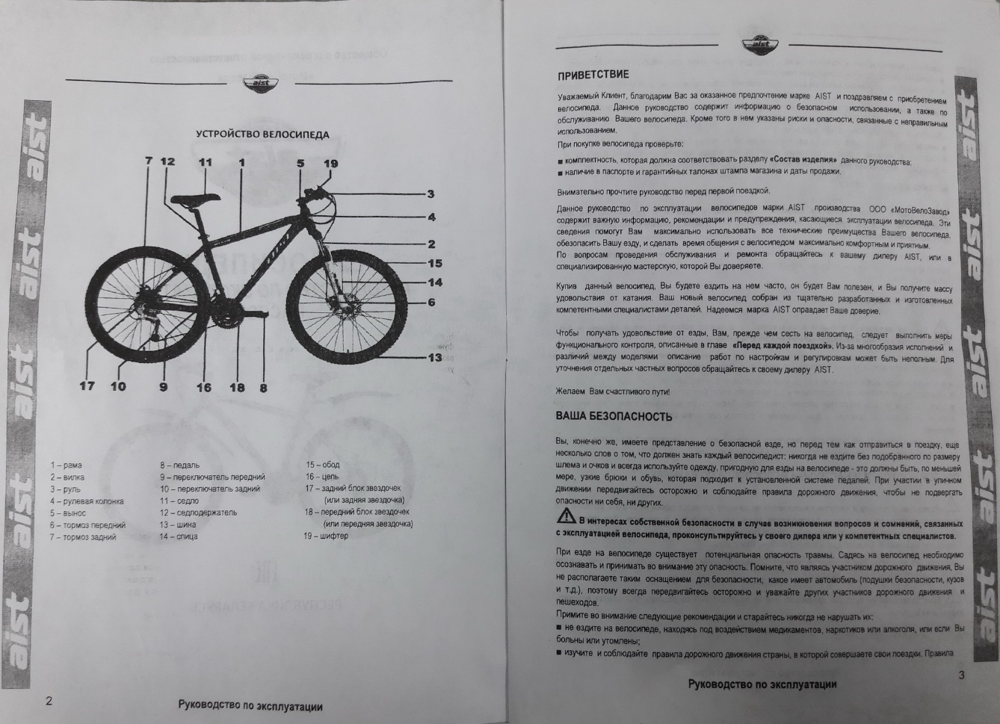 aist
УСТРОЙСТВО ВЕЛОСИПЕДА
7 12 11 1 5 19
3
4
2
15
14
6
13
17 10 9 16 18 8
1 – рама
2 – вилка
3 – руль
4 – рулевая колонка
5 – вынос
6 – тормоз передний
7 – тормоз задний
8 – педаль
9 – переключатель передний
10 – переключатель задний
11 – седло
12 – седлодержатель
13 – шина
14 – спица
15 – обод
16 – цепь
17 – задний блок звездочек
(или задняя звездочка)
18 – передний блок звездочек
(или передняя звездочка)
19 – шифтер
aist aist aist aist aist
2
Руководство по эксплуатации
aist
ПРИВЕТСТВИЕ
Уважаемый Клиент, благодарим Вас за оказанное предпочтение марке AIST и поздравляем с приобретением
велосипеда. Данное руководство содержит информацию о безопасном использовании, а также по
обслуживанию Вашего велосипеда. Кроме того в нем указаны риски и опасности, связанные с неправильным
использованием.
При покупке велосипеда проверьте:
■ комплектность, которая должна соответствовать разделу «Состав изделия» данного руководства;
■ наличие в паспорте и гарантийных талонах штампа магазина и даты продажи.
Внимательно прочтите руководство перед первой поездкой.
Данное руководство по эксплуатации велосипедов марки AIST производства ООО «МотоВелоЗавод»
содержит важную информацию, рекомендации и предупреждения, касающиеся эксплуатации велосипеда. Эти
сведения помогут Вам максимально использовать все технические преимущества Вашего велосипеда,
обезопасить Вашу езду, и сделать время общения с велосипедом максимально комфортным и приятным.
По вопросам проведения обслуживания и ремонта обращайтесь к вашему дилеру AIST, или в
специализированную мастерскую, которой Вы доверяете.
Купив данный велосипед, Вы будете ездить на нем часто, он будет Вам полезен, и Вы получите массу
удовольствия от катания. Ваш новый велосипед собран из тщательно разработанных и изготовленных
компетентными специалистами деталей. Надеемся марка AIST оправдает Ваше доверие.
Чтобы получать удовольствие от езды, Вам, прежде чем сесть на велосипед, следует выполнить меры
функционального контроля, описанные в главе «Перед каждой поездкой». Из-за многообразия исполнений и
различий между моделями описание работ по настройкам и регулировкам может быть неполным. Для
уточнения отдельных частных вопросов обращайтесь к своему дилеру AIST.
Желаем Вам счастливого пути!
ВАША БЕЗОПАСНОСТЬ
Вы, конечно же, имеете представление о безопасной езде, но перед тем как отправиться в поездку, еще
несколько слов о том, что должен знать каждый велосипедист: никогда не ездите без подобранного по размеру
шлема и очков и всегда используйте одежду, пригодную для езды на велосипеде - это должны быть, по меньшей
мере, узкие брюки и обувь, которая подходит к установленной системе педалей. При участии в уличном
движении передвигайтесь осторожно и соблюдайте правила дорожного движения, чтобы не подвергать
опасности ни себя, ни других.
В интересах собственной безопасности в случае возникновения вопросов и сомнений, связанных
с эксплуатацией велосипеда, проконсультируйтесь у своего дилера или у компетентных специалистов.
При езде на велосипеде существует потенциальная опасность травмы. Садясь на велосипед необходимо
осознавать и принимать во внимание эту опасность. Помните, что являясь участником дорожного движения, Вы
не располагаете таким оснащением для безопасности, какое имеет автомобиль (подушки безопасности, кузов
и т.д.), поэтому всегда передвигайтесь осторожно и уважайте других участников дорожного движения и
пешеходов.
Примите во внимание следующие рекомендации и старайтесь никогда не нарушать их:
■ не ездите на велосипеде, находясь под воздействием медикаментов, наркотиков или алкоголя, или если Вы
больны или утомлены;
■ изучите и соблюдайте правила дорожного движения страны, в которой совершаете свои поездки. Правила
aist aist aist aist aist
3
Руководство по эксплуатации